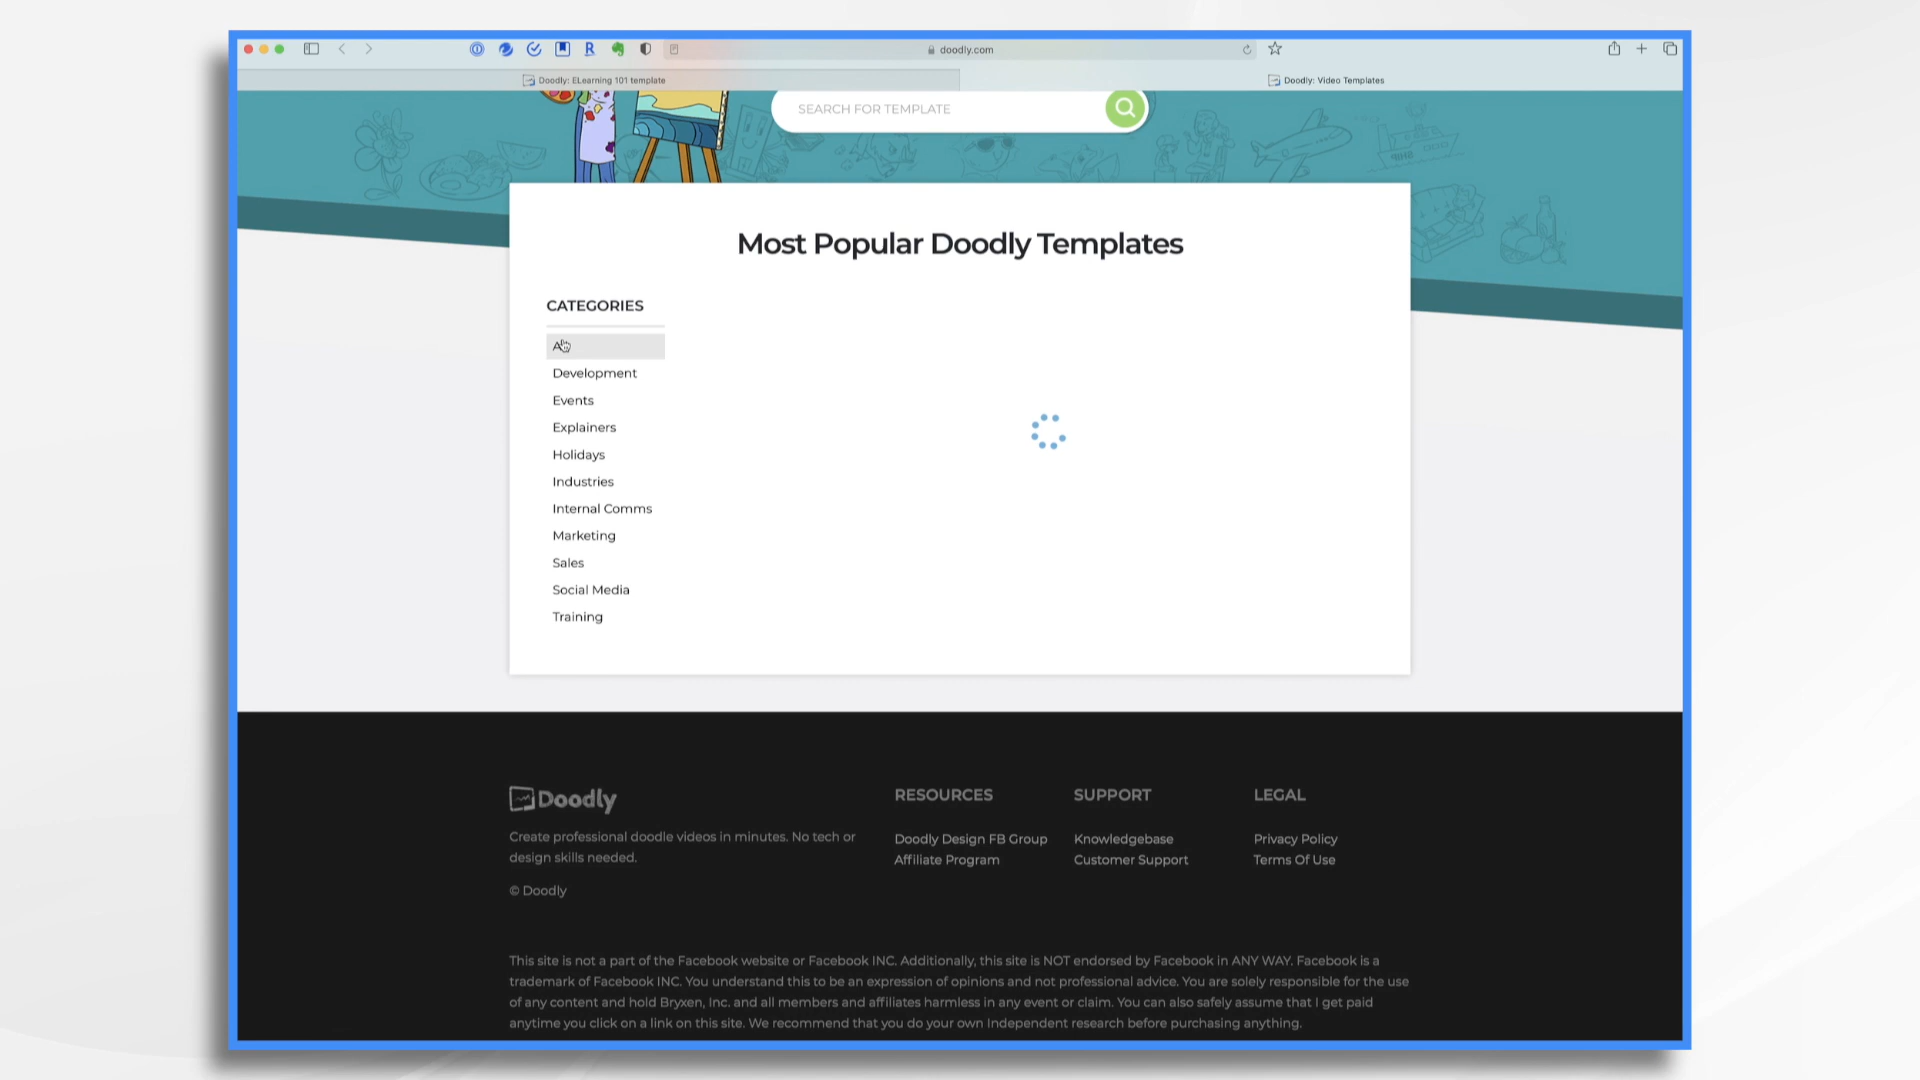 doodly.com
Doodly: ELearning 101 template
Doodly: Video Templates
SEARCH FOR TEMPLATE
Most Popular Doodly Templates
CATEGORIES
Development
Events
Explainers
Holidays
Industries
Internal Comms
Marketing
Sales
Social Media
Training
Doodly
Create professional doodle videos in minutes. No tech or
design skills needed.
© Doodly
RESOURCES
Doodly Design FB Group
Affiliate Program
SUPPORT
Knowledgebase
Customer Support
LEGAL
Privacy Policy
Terms Of Use
This site is not a part of the Facebook website or Facebook INC. Additionally, this site is NOT endorsed by Facebook in ANY WAY. Facebook is a
trademark of Facebook INC. You understand this to be an expression of opinions and not professional advice. You are solely responsible for the use
of any content and hold Bryxen, Inc. and all members and affiliates harmless in any event or claim. You can also safely assume that I get paid
anytime you click on a link on this site. We recommend that you do your own Independent research before purchasing anything.